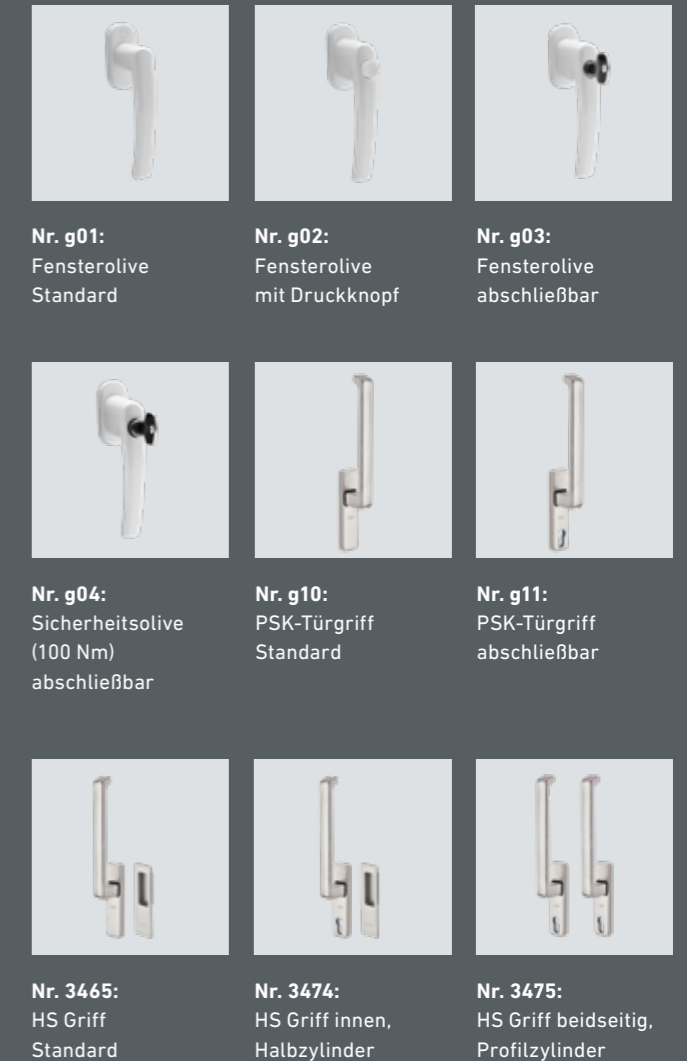 Nr. g01:
Fensterolive
Standard
Nr. g02:
Fensterolive
mit Druckknopf
Nr. g03:
Fensterolive
abschließbar
Nr. g04:
Sicherheitsolive
(100 Nm)
abschließbar
Nr. g10:
PSK-Türgriff
Standard
Nr. g11:
PSK-Türgriff
abschließbar
Nr. 3465:
HS Griff
Standard
Nr. 3474:
HS Griff innen,
Halbzylinder
Nr. 3475:
HS Griff beidseitig,
Profilzylinder